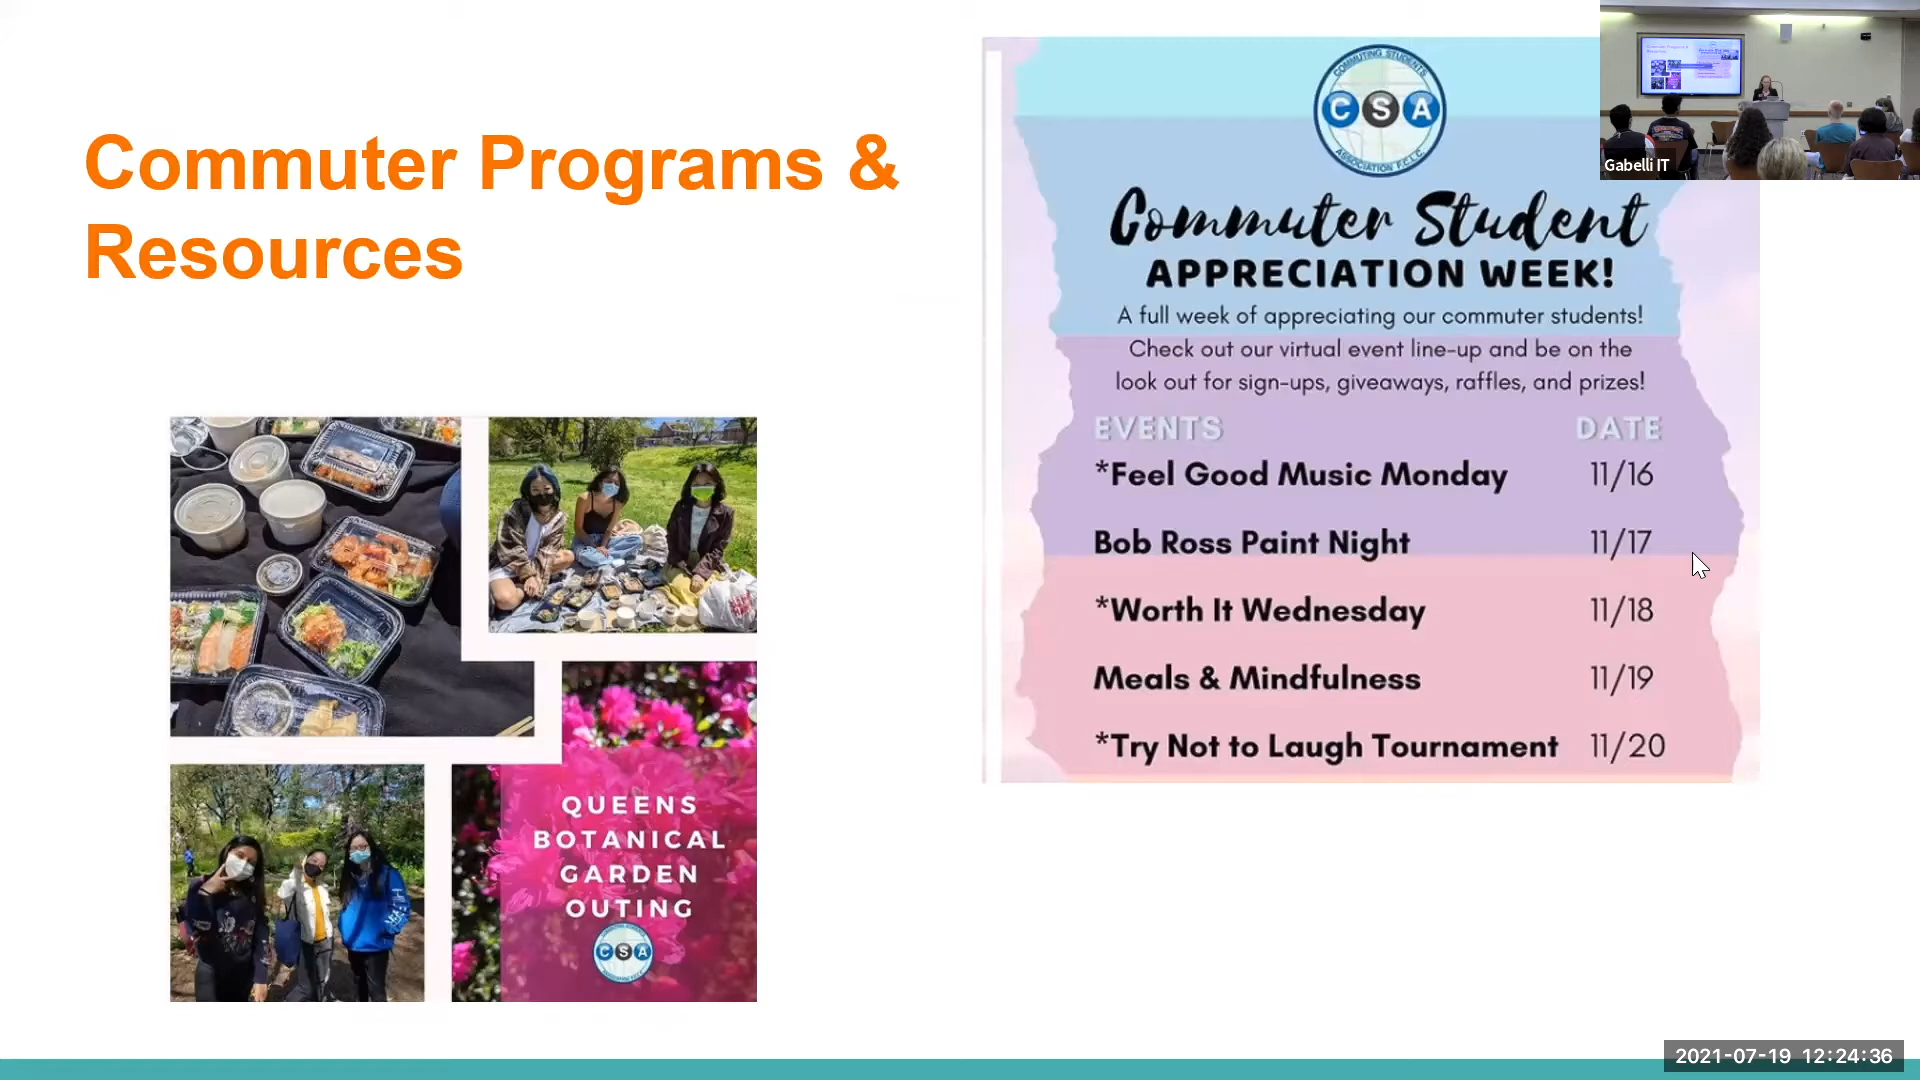 Commuter Programs &
Resources
COMMUTING STUDENTS
CSA
ASSOCIATION F.C.L.C.
Commuter Student
APPRECIATION WEEK!
A full week of appreciating our commuter students!
Check out our virtual event line-up and be on the
look out for sign-ups, giveaways, raffles, and prizes!
EVENTS DATE
*Feel Good Music Monday 11/16
Bob Ross Paint Night 11/17
*Worth It Wednesday 11/18
Meals & Mindfulness 11/19
*Try Not to Laugh Tournament 11/20
QUEENS
BOTANICAL
GARDEN
OUTING
CSA
Gabelli IT
2021-07-19 12:24:36